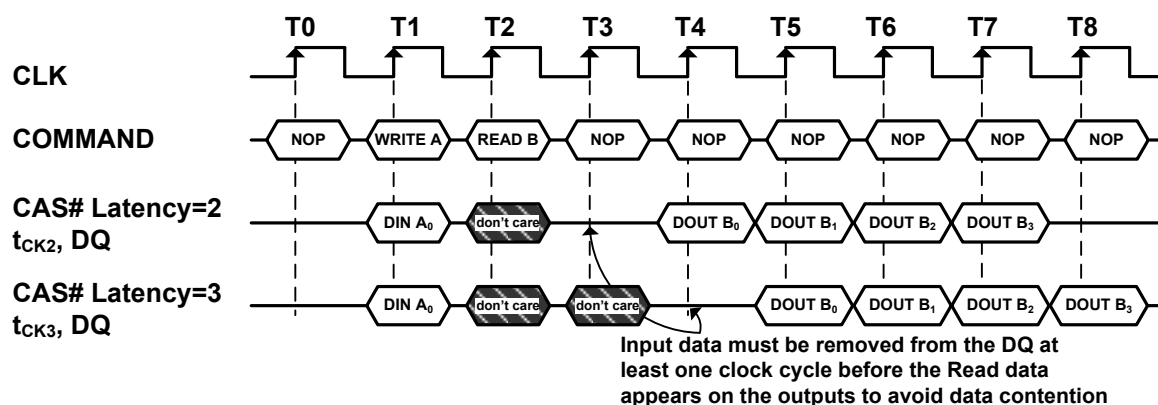 T0 T1 T2 T3 T4 T5 T6 T7 T8
CLK
COMMAND NOP WRITE A READ B NOP NOP NOP NOP NOP NOP
CAS# Latency=2
tCK2, DQ DIN A0 don't care DOUT B0 DOUT B1 DOUT B2 DOUT B3
CAS# Latency=3
tCK3, DQ DIN A0 don't care don't care DOUT B0 DOUT B1 DOUT B2 DOUT B3
Input data must be removed from the DQ at
least one clock cycle before the Read data
appears on the outputs to avoid data contention